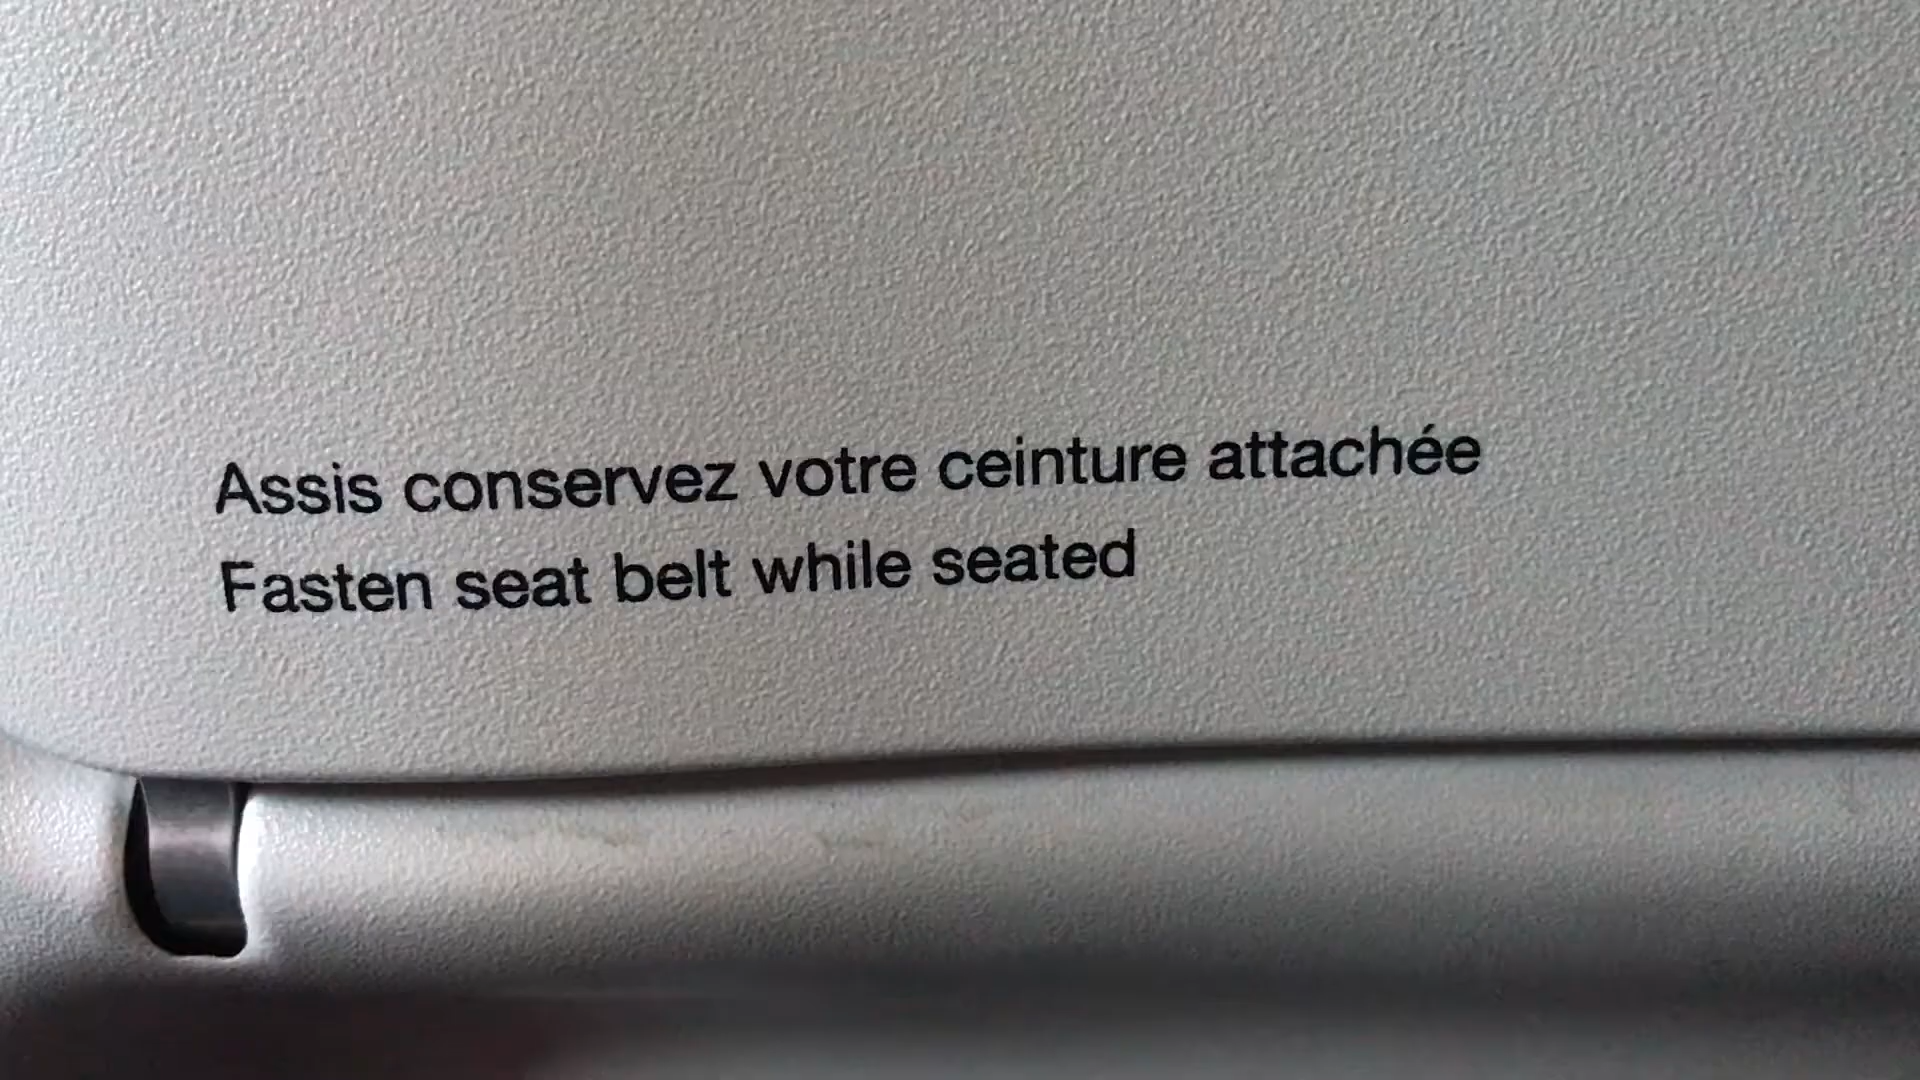 Assis conservez votre ceinture attachée
Fasten seat belt while seated